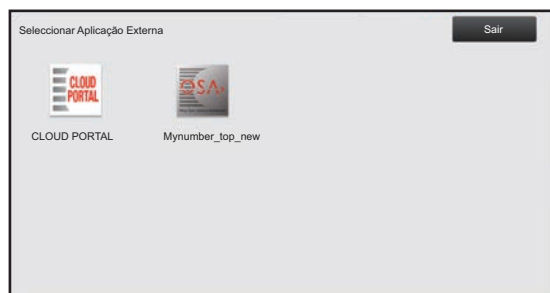 Seleccionar Aplicação Externa
Sair
CLOUD
PORTAL
OSA
CLOUD PORTAL
Mynumber_top_new